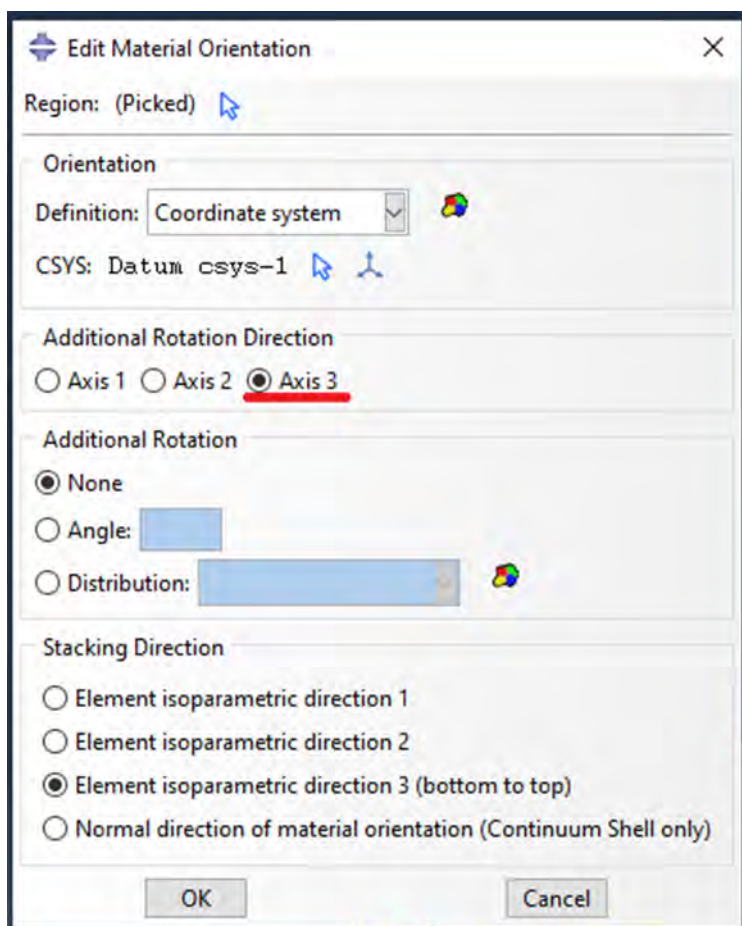 Edit Material Orientation
Region: (Picked)
Orientation
Definition: Coordinate system
CSYS: Datum csys-1
Additional Rotation Direction
Axis 1 Axis 2 Axis 3
Additional Rotation
None
Angle:
Distribution:
Stacking Direction
Element isoparametric direction 1
Element isoparametric direction 2
Element isoparametric direction 3 (bottom to top)
Normal direction of material orientation (Continuum Shell only)
OK Cancel